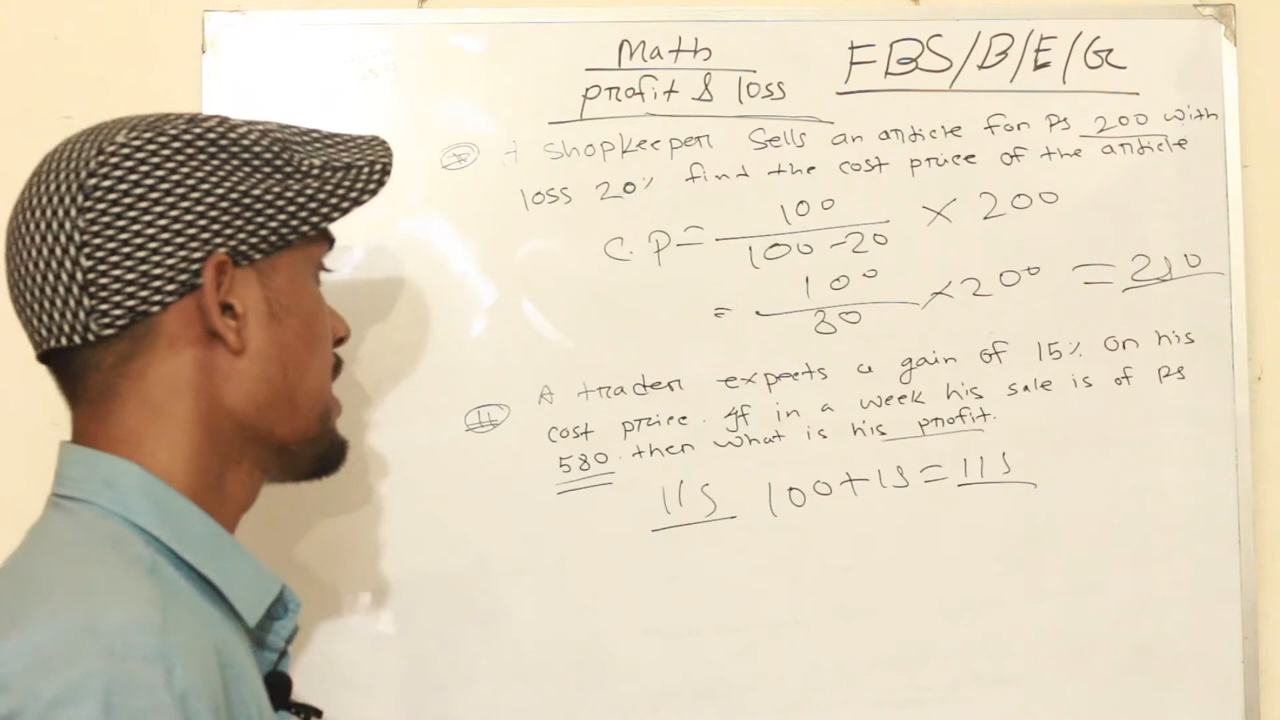 Math
profit & loss
FBS/B/E/G
A shopkeeper sells an article for Rs 200 with
loss 20% find the cost price of the article
C.P = 100 / 100-20 × 200
= 100 / 80 × 200 = 250
II A trader expects a gain of 15% on his
cost price. If in a week his sale is of Rs
580. then what is his profit.
115 100+15=115